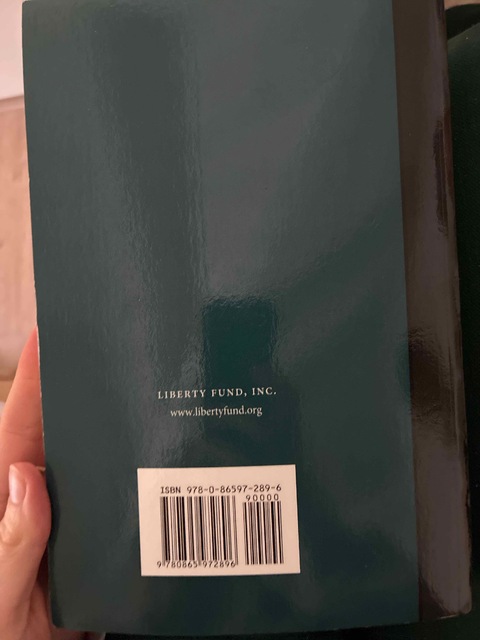 LIBERTY FUND, INC.
www.libertyfund.org
ISBN 978-0-86597-289-6
90000
9 780865 972896